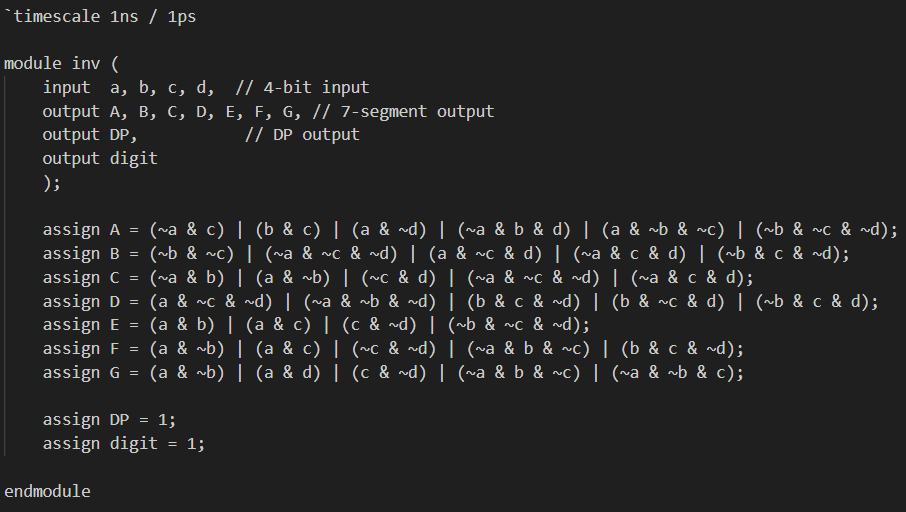 `timescale 1ns / 1ps
module inv (
input  a, b, c, d,  // 4-bit input
output A, B, C, D, E, F, G, // 7-segment output
output DP,           // DP output
output digit
);
assign A = (~a & c) | (b & c) | (a & ~d) | (~a & b & d) | (a & ~b & ~c) | (~b & ~c & ~d);
assign B = (~b & ~c) | (~a & ~c & ~d) | (a & ~c & d) | (~a & c & d) | (~b & c & ~d);
assign C = (~a & b) | (a & ~b) | (~c & d) | (~a & ~c & ~d) | (~a & c & d);
assign D = (a & ~c & ~d) | (~a & ~b & ~d) | (b & c & ~d) | (b & ~c & d) | (~b & c & d);
assign E = (a & b) | (a & c) | (c & ~d) | (~b & ~c & ~d);
assign F = (a & ~b) | (a & c) | (~c & ~d) | (~a & b & ~c) | (b & c & ~d);
assign G = (a & ~b) | (a & d) | (c & ~d) | (~a & b & ~c) | (~a & ~b & c);
assign DP = 1;
assign digit = 1;
endmodule